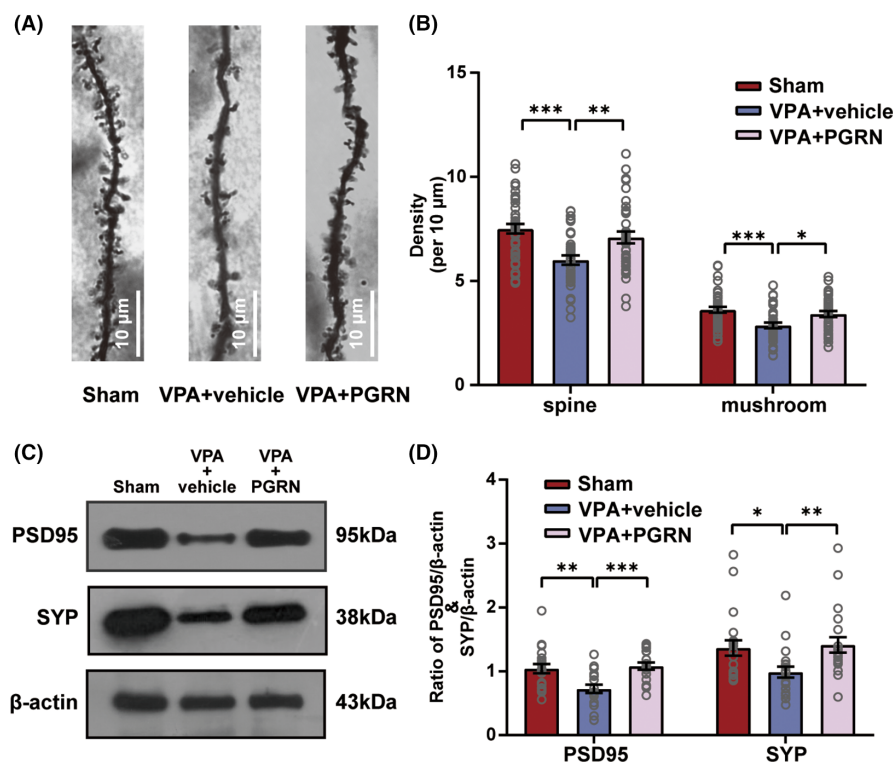 (A)
10 μm
10 μm
10 μm
Sham
VPA+vehicle
VPA+PGRN
(B)
15
10
5
0
Density
(per 10 μm)
Sham
VPA+vehicle
VPA+PGRN
***
**
***
*
spine
mushroom
(C)
Sham
VPA
+
vehicle
VPA
+
PGRN
PSD95
95kDa
SYP
38kDa
β-actin
43kDa
(D)
4
3
2
1
0
Ratio of PSD95/β-actin
&
SYP/β-actin
Sham
VPA+vehicle
VPA+PGRN
**
***
*
**
PSD95
SYP